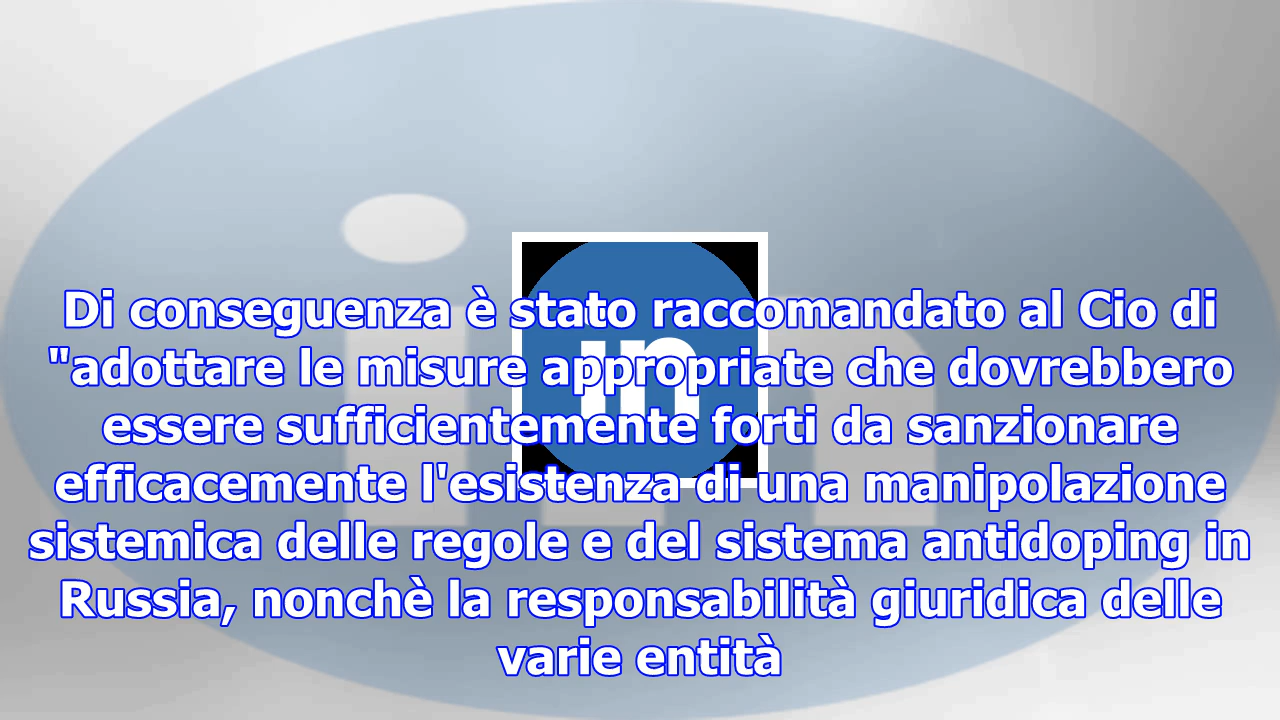 Di conseguenza è stato raccomandato al Cio di
"adottare le misure appropriate che dovrebbero
essere sufficientemente forti da sanzionare
efficacemente l'esistenza di una manipolazione
sistemica delle regole e del sistema antidoping in
Russia, nonchè la responsabilità giuridica delle
varie entità
in